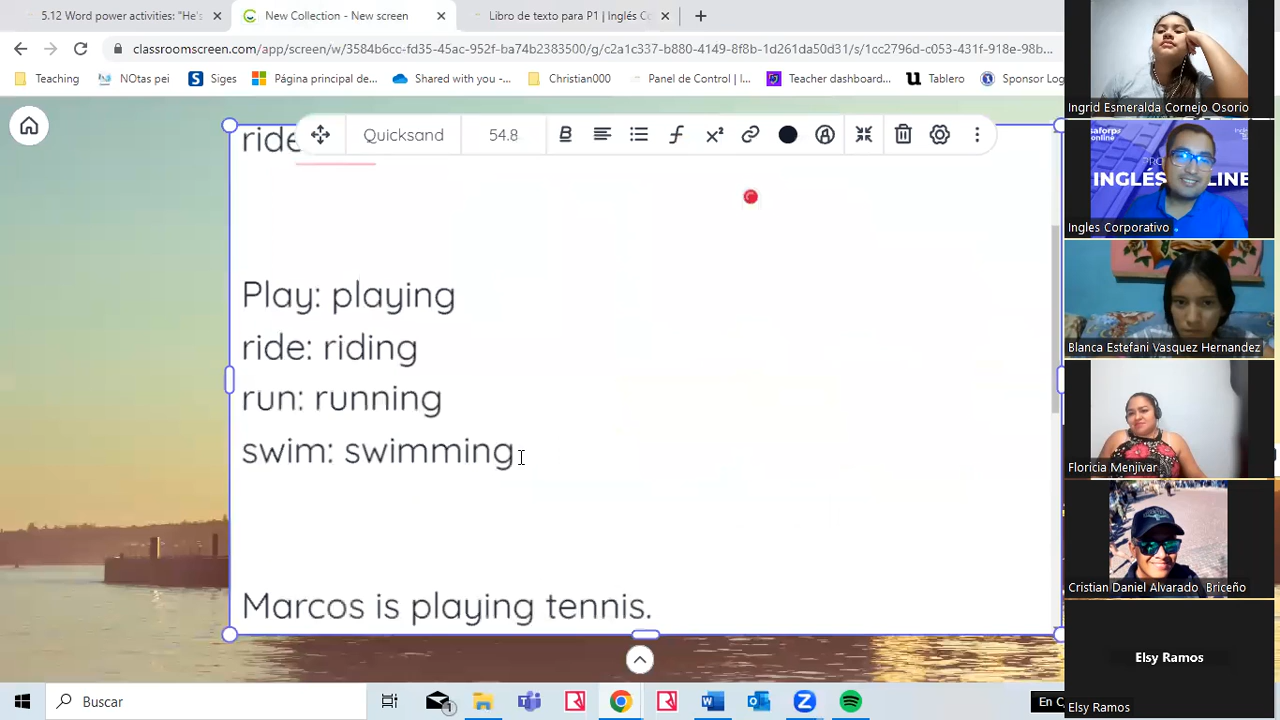 5.12 Word power activities: "He's
New Collection - New screen
Libro de texto para P1 | Inglés Co
classroomscreen.com/app/screen/w/3584b6cc-fd35-45ac-952f-ba74b2393500/g/c2a1c337-b880-4149-bf8b-1d261da50d31/s/1cc2756d-c053-431f-918e-98b...
Teaching
NOtas pei
Siges
Página principal de...
Shared with you -...
Christian000
Panel de Control | I...
Teacher dashboard...
Tablero
Sponsor Log
ride
Quicksand
54.8
Play: playing
ride: riding
run: running
swim: swimming
Marcos is playing tennis.
Buscar
Ingrid Esmeralda Cornejo Osorio
INGLÉS
Ingles Corporativo
Blanca Estefani Vasquez Hernandez
Floricia Menjivar
Cristian Daniel Alvarado Briceño
Elsy Ramos
Elsy Ramos